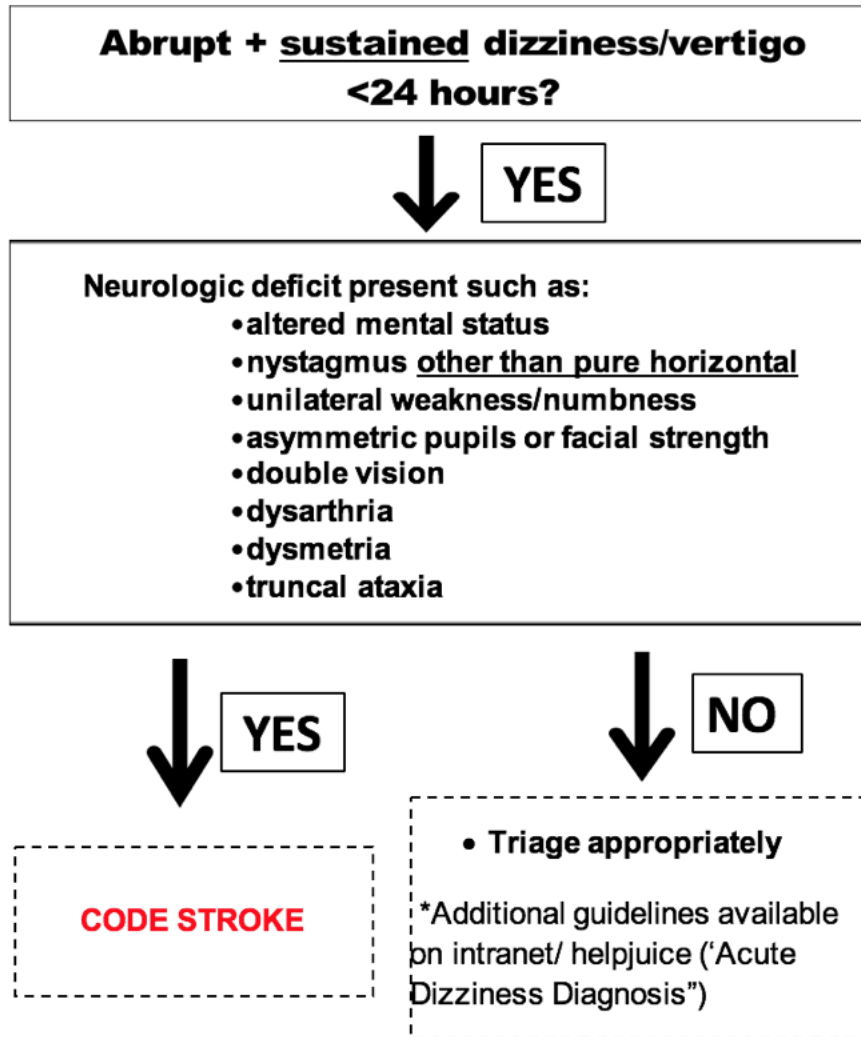 Abrupt + sustained dizziness/vertigo
<24 hours?
YES
Neurologic deficit present such as:
•altered mental status
•nystagmus other than pure horizontal
•unilateral weakness/numbness
•asymmetric pupils or facial strength
•double vision
•dysarthria
•dysmetria
•truncal ataxia
YES
NO
CODE STROKE
• Triage appropriately
*Additional guidelines available
on intranet/ helpjuice (‘Acute
Dizziness Diagnosis”)